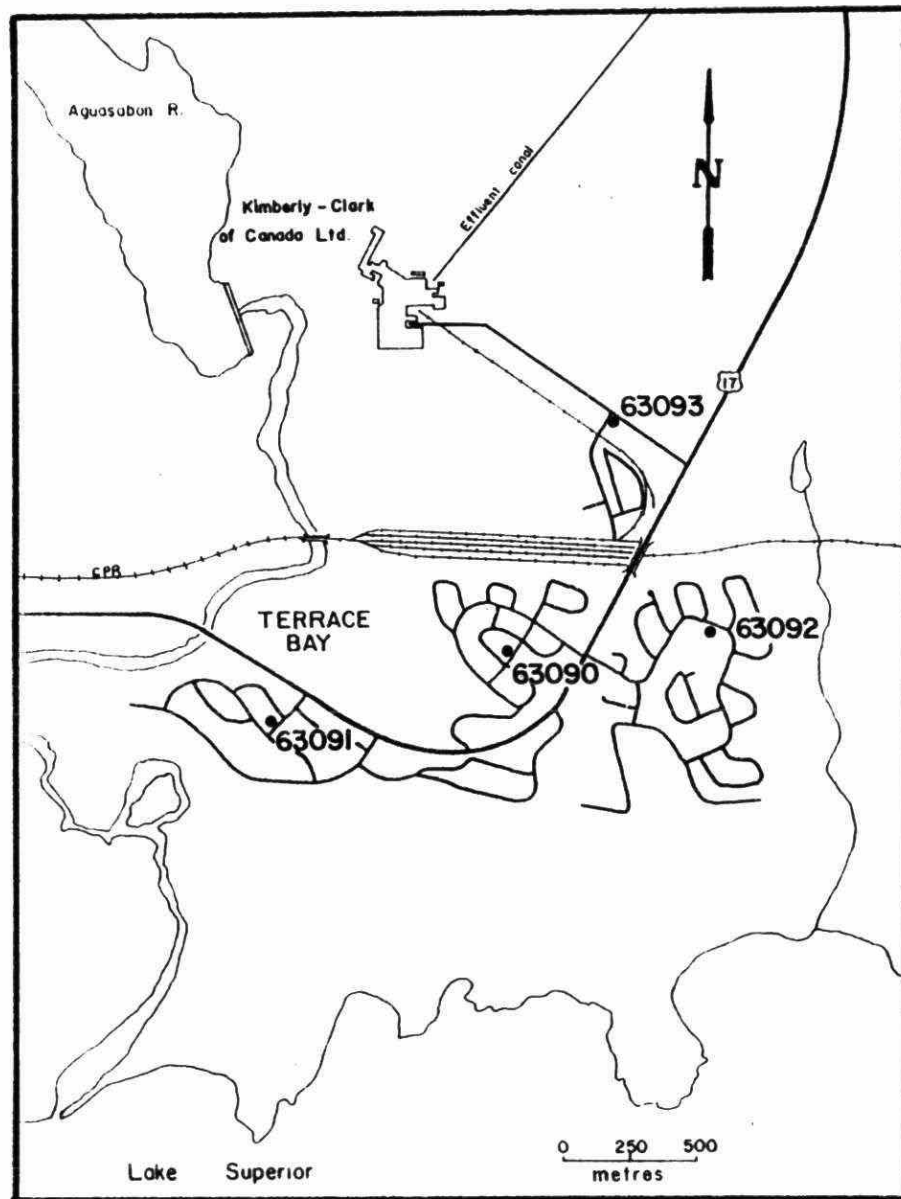 Aguasabon R.
Kimberly-Clark
of Canada Ltd.
Effluent canal
N
17
63093
CPR
TERRACE
BAY
63092
63090
63091
0 250 500
metres
Lake Superior